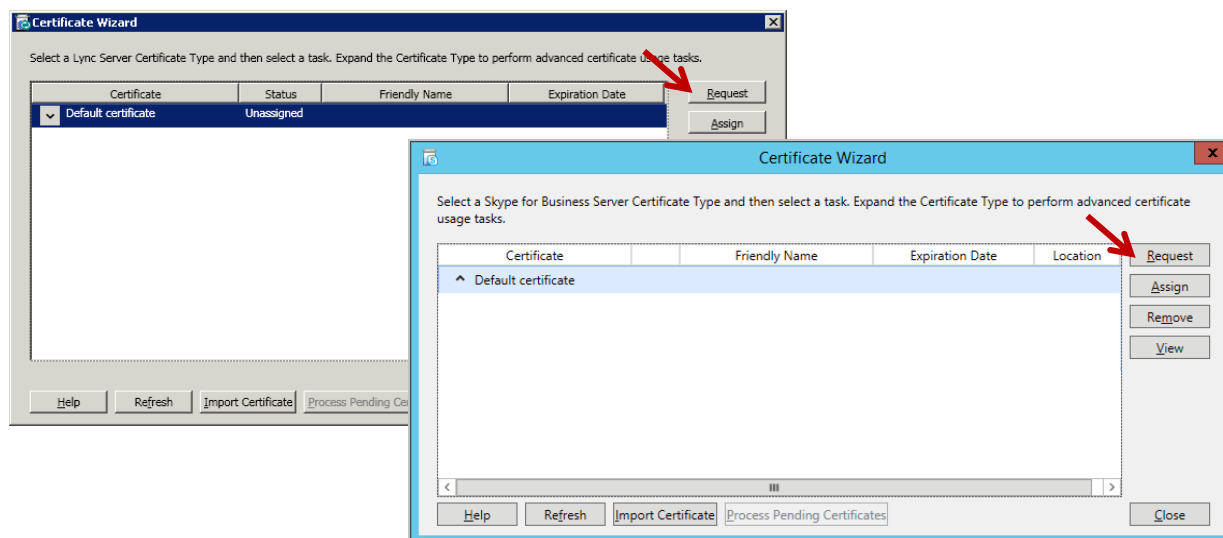 Certificate Wizard
Select a Lync Server Certificate Type and then select a task. Expand the Certificate Type to perform advanced certificate usage tasks.
Certificate Status Friendly Name Expiration Date Request
Default certificate Unassigned
Assign
Help Refresh Import Certificate Process Pending
Certificate Wizard
Select a Skype for Business Server Certificate Type and then select a task. Expand the Certificate Type to perform advanced certificate
usage tasks.
Certificate Friendly Name Expiration Date Location Request
Default certificate
Assign
Remove
View
Help Refresh Import Certificate Process Pending Certificates Close